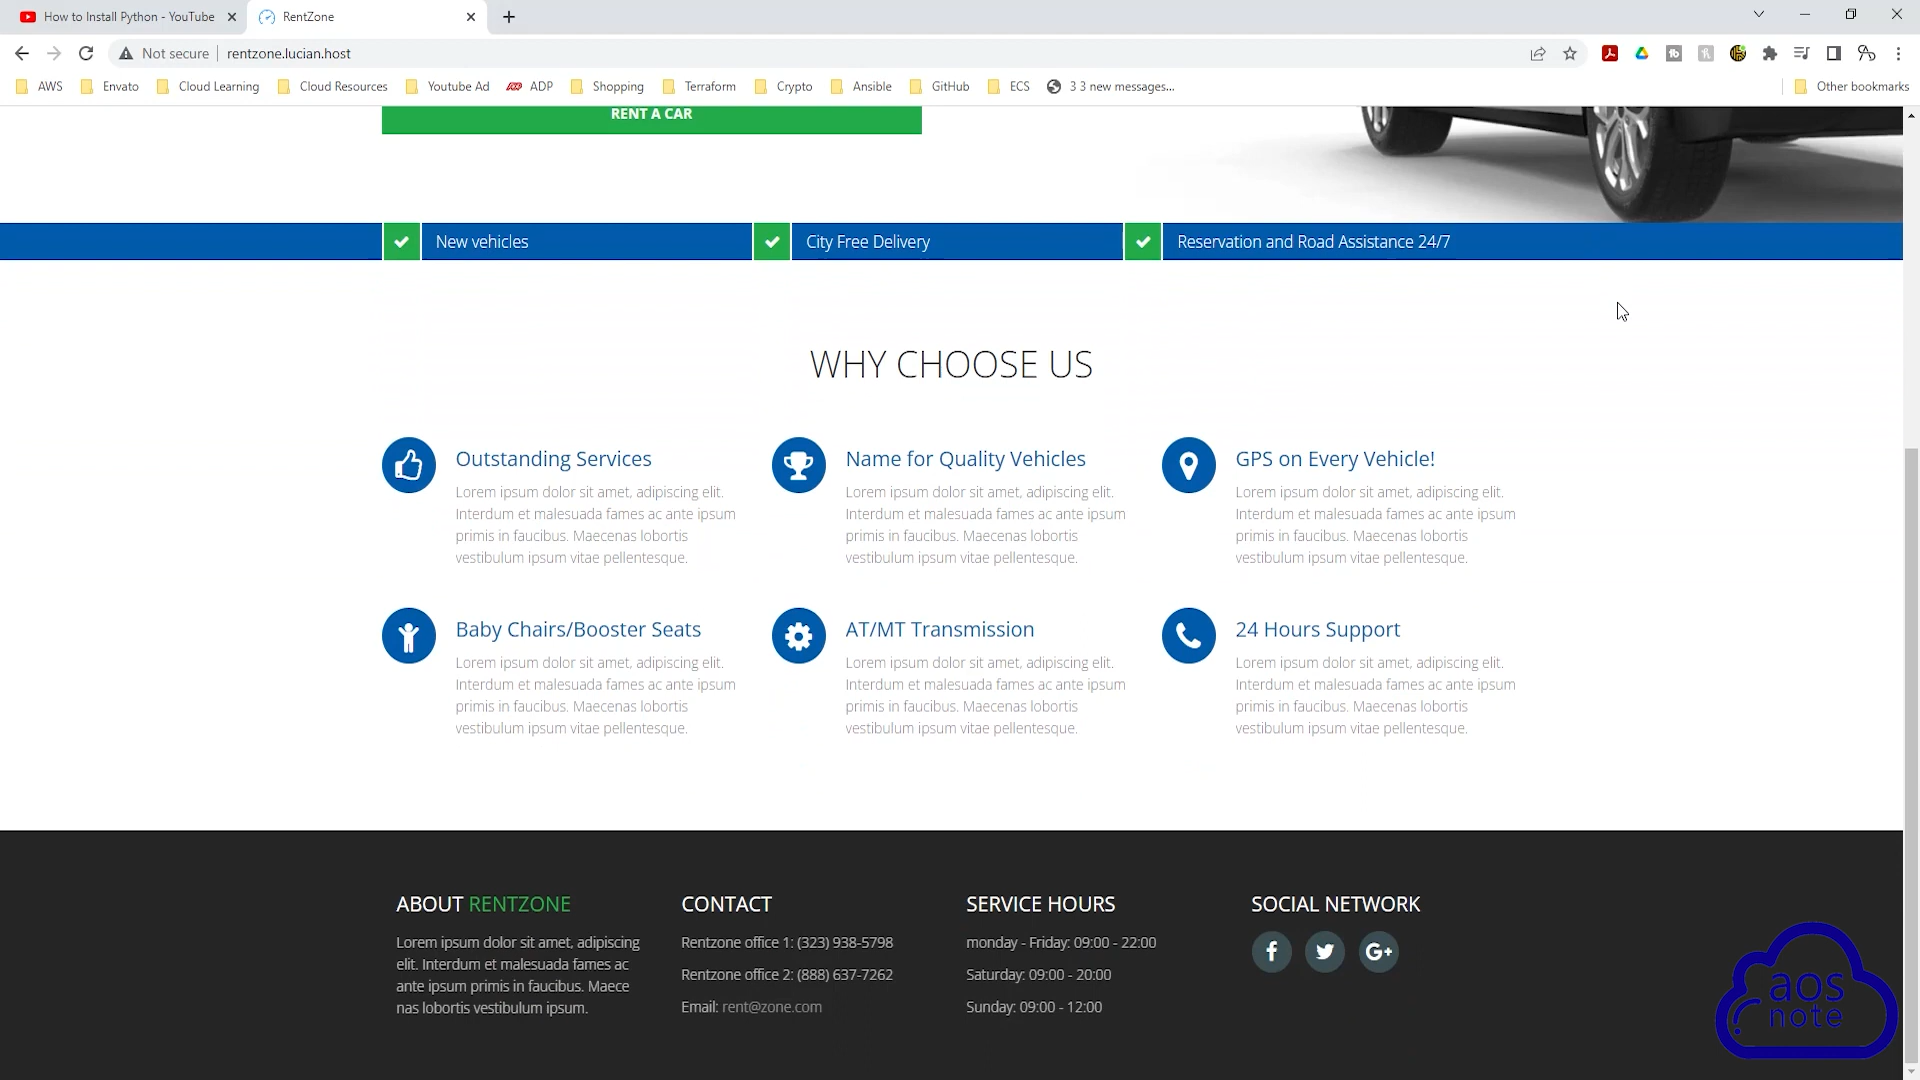 How to Install Python - YouTube
RentZone
Not secure
rentzone.lucian.host
AWS
Envato
Cloud Learning
Cloud Resources
Youtube Ad
ADP
Shopping
Terraform
Crypto
Ansible
GitHub
ECS
3 3 new messages...
Other bookmarks
RENT A CAR
New vehicles
City Free Delivery
Reservation and Road Assistance 24/7
WHY CHOOSE US
Outstanding Services
Lorem ipsum dolor sit amet, adipiscing elit.
Interdum et malesuada fames ac ante ipsum
primis in faucibus. Maecenas lobortis
vestibulum ipsum vitae pellentesque.
Name for Quality Vehicles
Lorem ipsum dolor sit amet, adipiscing elit.
Interdum et malesuada fames ac ante ipsum
primis in faucibus. Maecenas lobortis
vestibulum ipsum vitae pellentesque.
GPS on Every Vehicle!
Lorem ipsum dolor sit amet, adipiscing elit.
Interdum et malesuada fames ac ante ipsum
primis in faucibus. Maecenas lobortis
vestibulum ipsum vitae pellentesque.
Baby Chairs/Booster Seats
Lorem ipsum dolor sit amet, adipiscing elit.
Interdum et malesuada fames ac ante ipsum
primis in faucibus. Maecenas lobortis
vestibulum ipsum vitae pellentesque.
AT/MT Transmission
Lorem ipsum dolor sit amet, adipiscing elit.
Interdum et malesuada fames ac ante ipsum
primis in faucibus. Maecenas lobortis
vestibulum ipsum vitae pellentesque.
24 Hours Support
Lorem ipsum dolor sit amet, adipiscing elit.
Interdum et malesuada fames ac ante ipsum
primis in faucibus. Maecenas lobortis
vestibulum ipsum vitae pellentesque.
ABOUT RENTZONE
Lorem ipsum dolor sit amet, adipiscing
elit. Interdum et malesuada fames ac
ante ipsum primis in faucibus. Maece
nas lobortis vestibulum ipsum.
CONTACT
Rentzone office 1: (323) 938-5798
Rentzone office 2: (888) 637-7262
Email: rent@zone.com
SERVICE HOURS
monday - Friday: 09:00 - 22:00
Saturday: 09:00 - 20:00
Sunday: 09:00 - 12:00
SOCIAL NETWORK
G+
aos
note